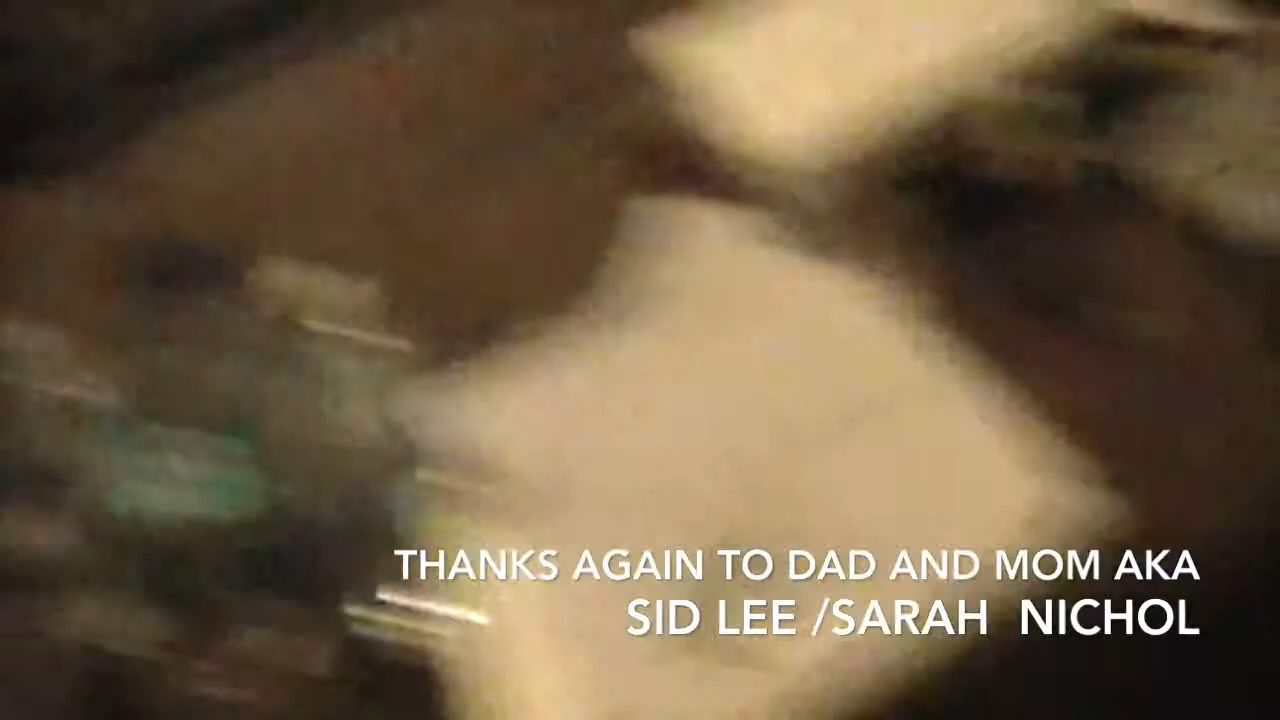 THANKS AGAIN TO DAD AND MOM AKA
SID LEE /SARAH  NICHOL